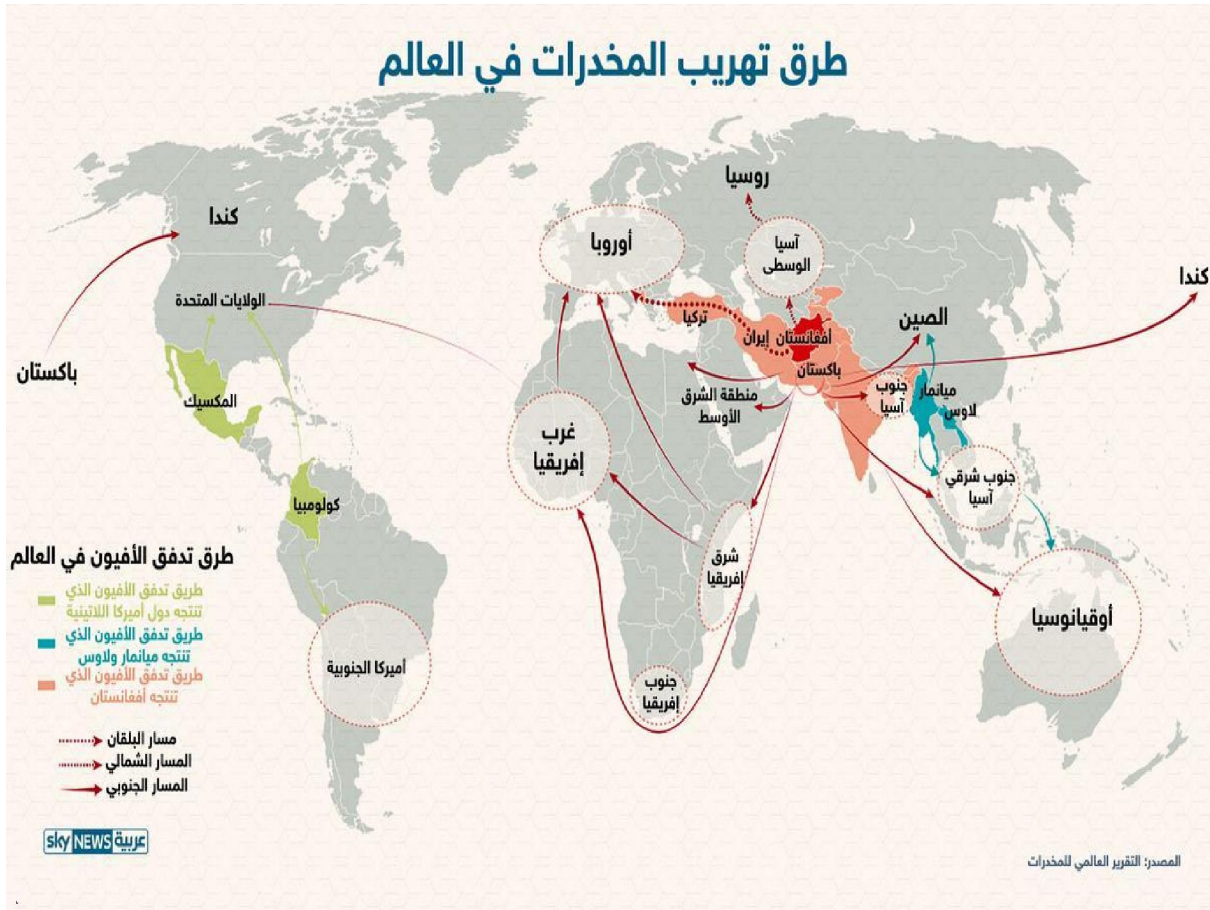 طرق تهريب المخدرات في العالم
روسيا
كندا
أوروبا
آسيا
الوسطى
كندا
الولايات المتحدة
تركيا
إيران
أفغانستان
الصين
باكستان
باكستان
المكسيك
منطقة الشرق
الأوسط
جنوب
آسيا
ميانمار
لاوس
غرب
إفريقيا
جنوب شرقي
آسيا
كولومبيا
شرق
إفريقيا
أوقيانوسيا
أميركا الجنوبية
جنوب
إفريقيا
طرق تدفق الأفيون في العالم
طريق تدفق الأفيون الذي
تنتجه دول أميركا اللاتينية
طريق تدفق الأفيون الذي
تنتجه ميانمار ولاوس
طريق تدفق الأفيون الذي
تنتجه أفغانستان
مسار البلقان
المسار الشمالي
المسار الجنوبي
sky NEWS عربية
المصدر: التقرير العالمي للمخدرات